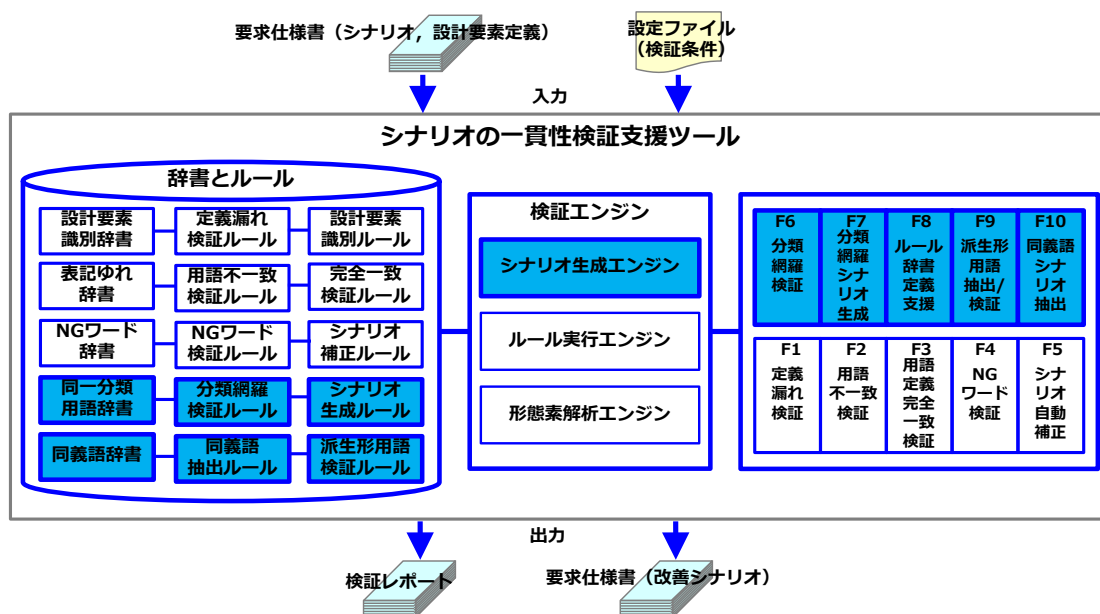 要求仕様書（シナリオ，設計要素定義）
設定ファイル
（検証条件）
入力
シナリオの一貫性検証支援ツール
辞書とルール
設計要素
識別辞書
定義漏れ
検証ルール
設計要素
識別ルール
表記ゆれ
辞書
用語不一致
検証ルール
完全一致
検証ルール
NGワード
辞書
NGワード
検証ルール
シナリオ
補正ルール
同一分類
用語辞書
分類網羅
検証ルール
シナリオ
生成ルール
同義語辞書
同義語
抽出ルール
派生形用語
検証ルール
検証エンジン
シナリオ生成エンジン
ルール実行エンジン
形態素解析エンジン
F6
分類
網羅
検証
F7
分類
網羅
シナ
リオ
生成
F8
ルール
辞書
定義
支援
F9
派生形
用語
抽出/
検証
F10
同義語
シナ
リオ
抽出
F1
定義
漏れ
検証
F2
用語
不一致
検証
F3
用語
定義
完全
一致
検証
F4
NG
ワード
検証
F5
シナ
リオ
自動
補正
出力
検証レポート
要求仕様書（改善シナリオ）